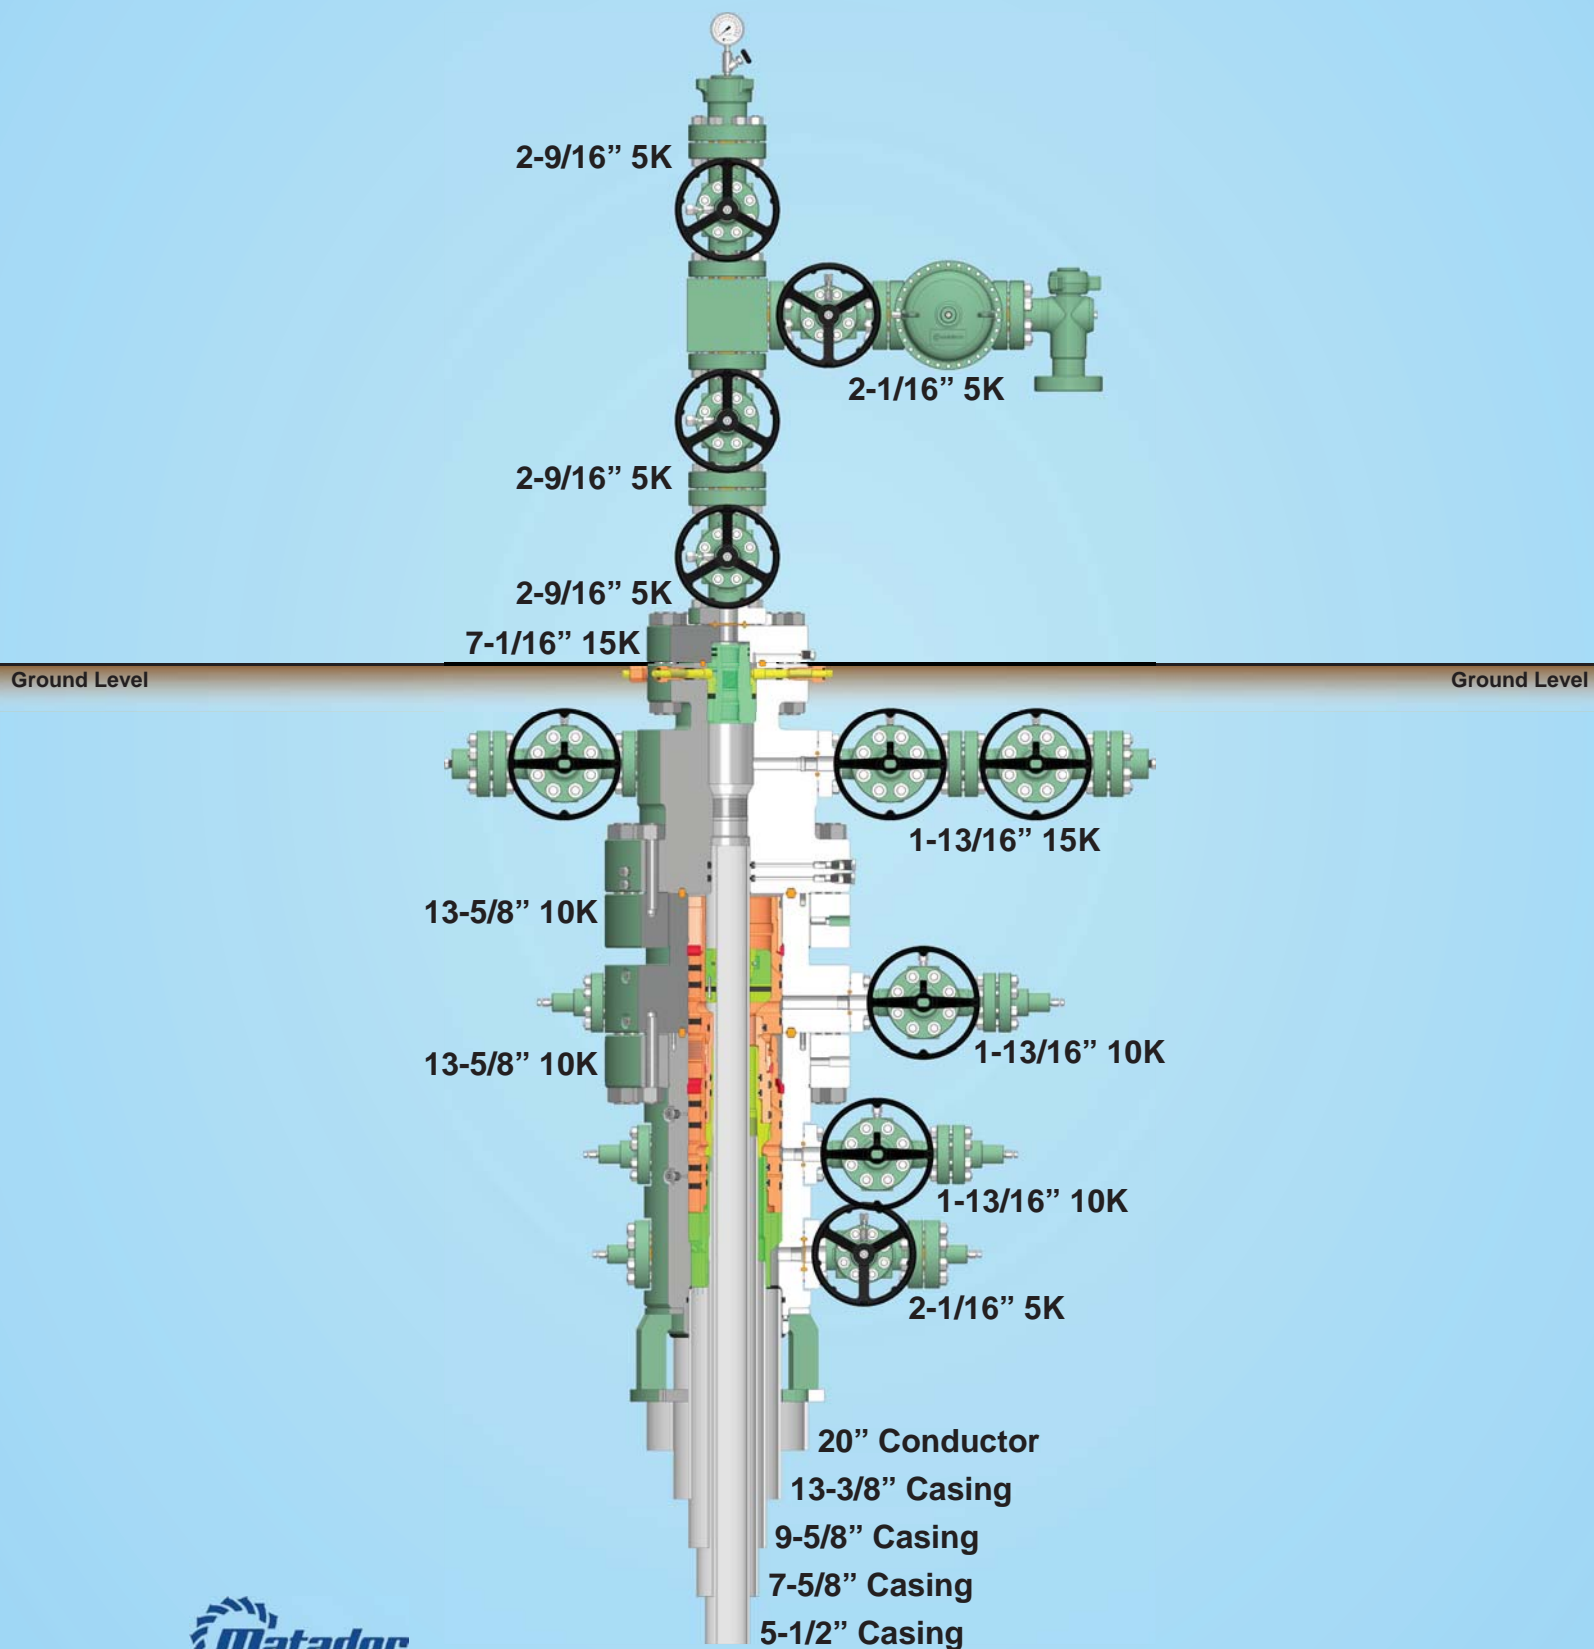 2-9/16” 5K
2-1/16” 5K
2-9/16” 5K
2-9/16” 5K
7-1/16” 15K
Ground Level
Ground Level
1-13/16” 15K
13-5/8” 10K
1-13/16” 10K
13-5/8” 10K
1-13/16” 10K
2-1/16” 5K
20” Conductor
13-3/8” Casing
9-5/8” Casing
7-5/8” Casing
5-1/2” Casing
Matador